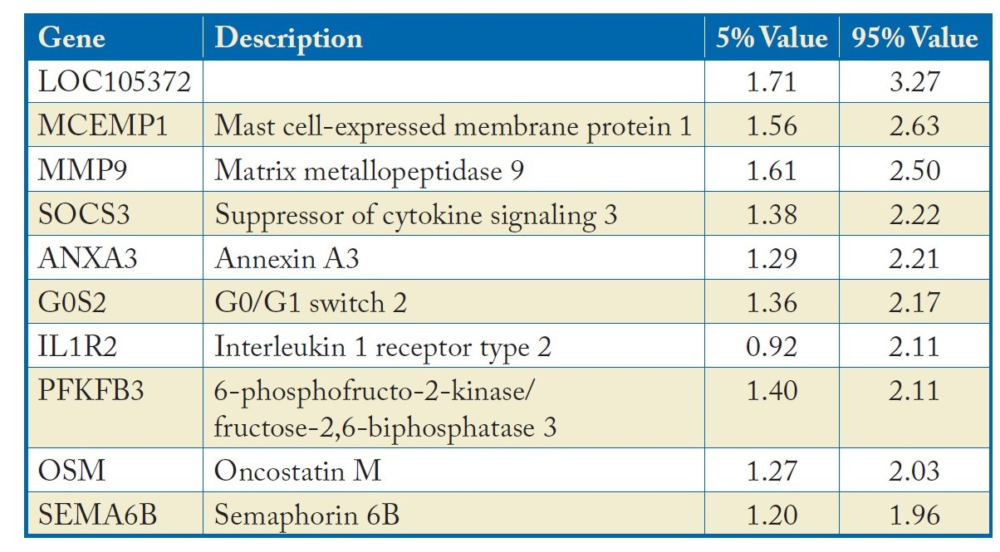 Gene Description 5% Value 95% Value
LOC105372 1.71 3.27
MCEMP1 Mast cell-expressed membrane protein 1 1.56 2.63
MMP9 Matrix metallopeptidase 9 1.61 2.50
SOCS3 Suppressor of cytokine signaling 3 1.38 2.22
ANXA3 Annexin A3 1.29 2.21
G0S2 G0/G1 switch 2 1.36 2.17
IL1R2 Interleukin 1 receptor type 2 0.92 2.11
PFKFB3 6-phosphofructo-2-kinase/ 1.40 2.11
fructose-2,6-biphosphatase 3
OSM Oncostatin M 1.27 2.03
SEMA6B Semaphorin 6B 1.20 1.96